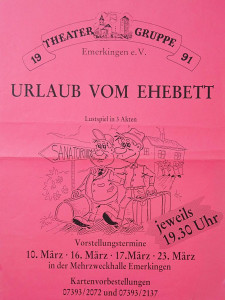 THEATER GRUPPE
19 91
Emerkingen e.V.
URLAUB VOM EHEBETT
Lustspiel in 3 Akten
SANATORIUM
jeweils
19.30 Uhr
Vorstellungstermine
10. März · 16. März · 17. März · 23. März
in der Mehrzweckhalle Emerkingen
Kartenvorbestellungen
07393/2072 und 07393/2137